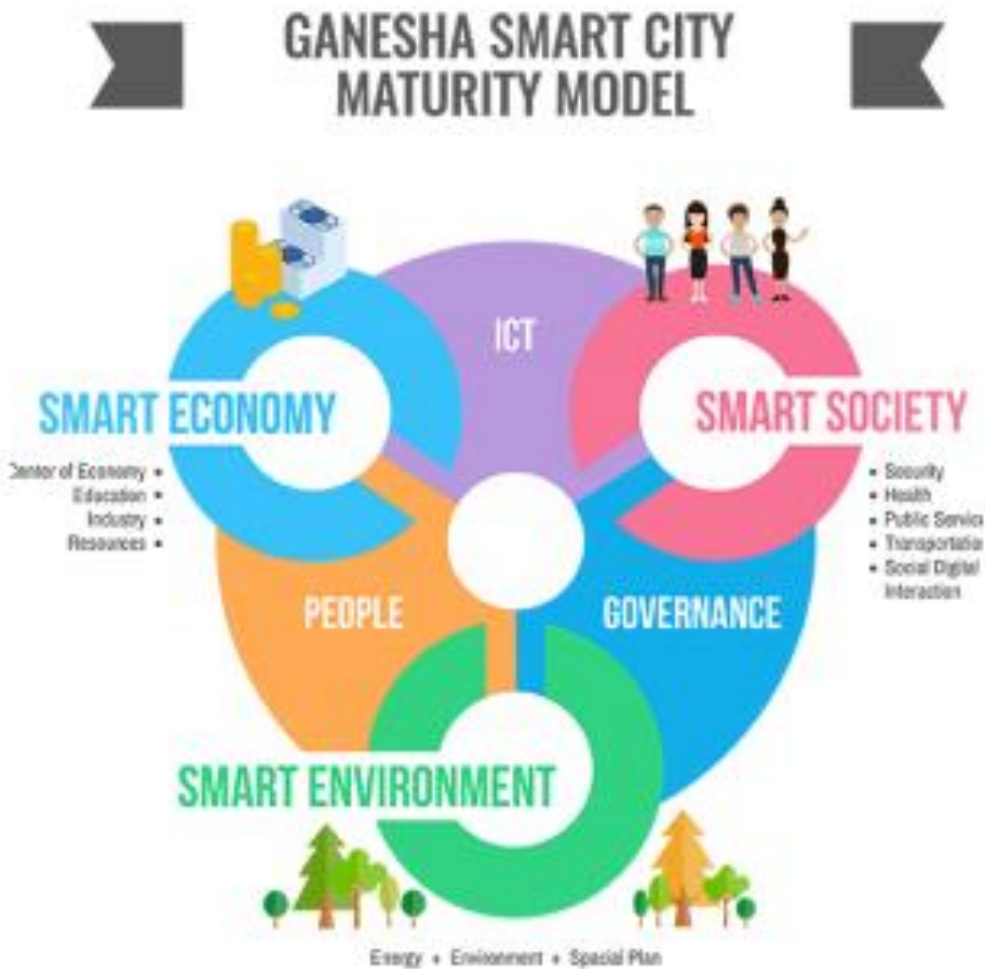 GANESHA SMART CITY
MATURITY MODEL
ICT
SMART ECONOMY
Center of Economy •
Education •
Industry •
Resources •
SMART SOCIETY
• Security
• Health
• Public Servic
• Transportatio
• Social Digital
Interaction
PEOPLE
GOVERNANCE
SMART ENVIRONMENT
Energy + Environment + Spacial Plan